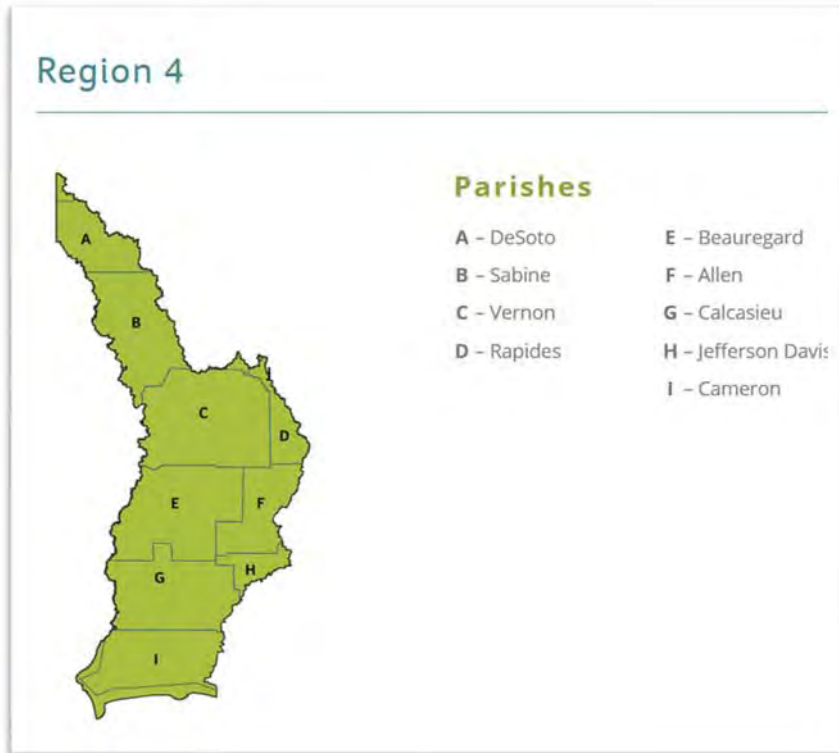 Region 4
Parishes
A – DeSoto
B – Sabine
C – Vernon
D – Rapides
E – Beauregard
F – Allen
G – Calcasieu
H – Jefferson Davis
I – Cameron
A
B
C
D
E
F
G
H
I